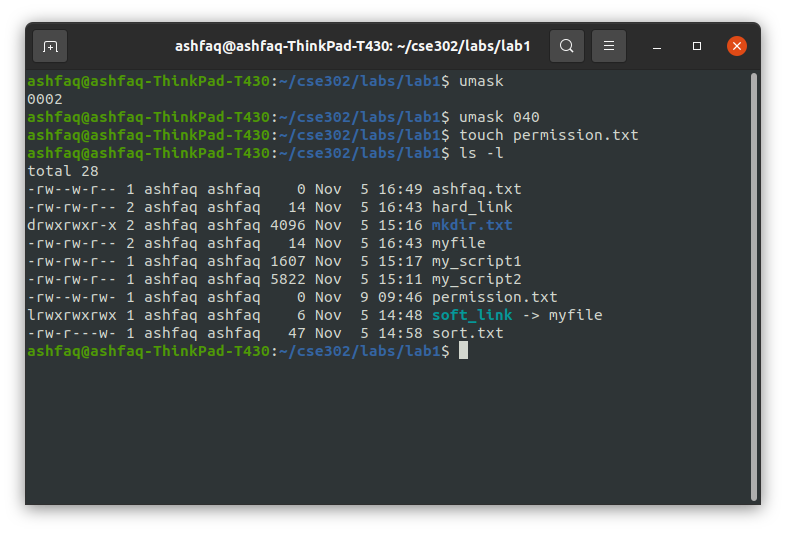 ashfaq@ashfaq-ThinkPad-T430: ~/cse302/labs/lab1
ashfaq@ashfaq-ThinkPad-T430:~/cse302/labs/lab1$ umask
0002
ashfaq@ashfaq-ThinkPad-T430:~/cse302/labs/lab1$ umask 040
ashfaq@ashfaq-ThinkPad-T430:~/cse302/labs/lab1$ touch permission.txt
ashfaq@ashfaq-ThinkPad-T430:~/cse302/labs/lab1$ ls -l
total 28
-rw--w-r-- 1 ashfaq ashfaq    0 Nov  5 16:49 ashfaq.txt
-rw-rw-r-- 2 ashfaq ashfaq   14 Nov  5 16:43 hard_link
drwxrwxr-x 2 ashfaq ashfaq 4096 Nov  5 15:16 mkdir.txt
-rw-rw-r-- 2 ashfaq ashfaq   14 Nov  5 16:43 myfile
-rw-rw-r-- 1 ashfaq ashfaq 1607 Nov  5 15:17 my_script1
-rw-rw-r-- 1 ashfaq ashfaq 5822 Nov  5 15:11 my_script2
-rw--w-rw- 1 ashfaq ashfaq    0 Nov  9 09:46 permission.txt
lrwxrwxrwx 1 ashfaq ashfaq    6 Nov  5 14:48 soft_link -> myfile
-rw-r---w- 1 ashfaq ashfaq   47 Nov  5 14:58 sort.txt
ashfaq@ashfaq-ThinkPad-T430:~/cse302/labs/lab1$